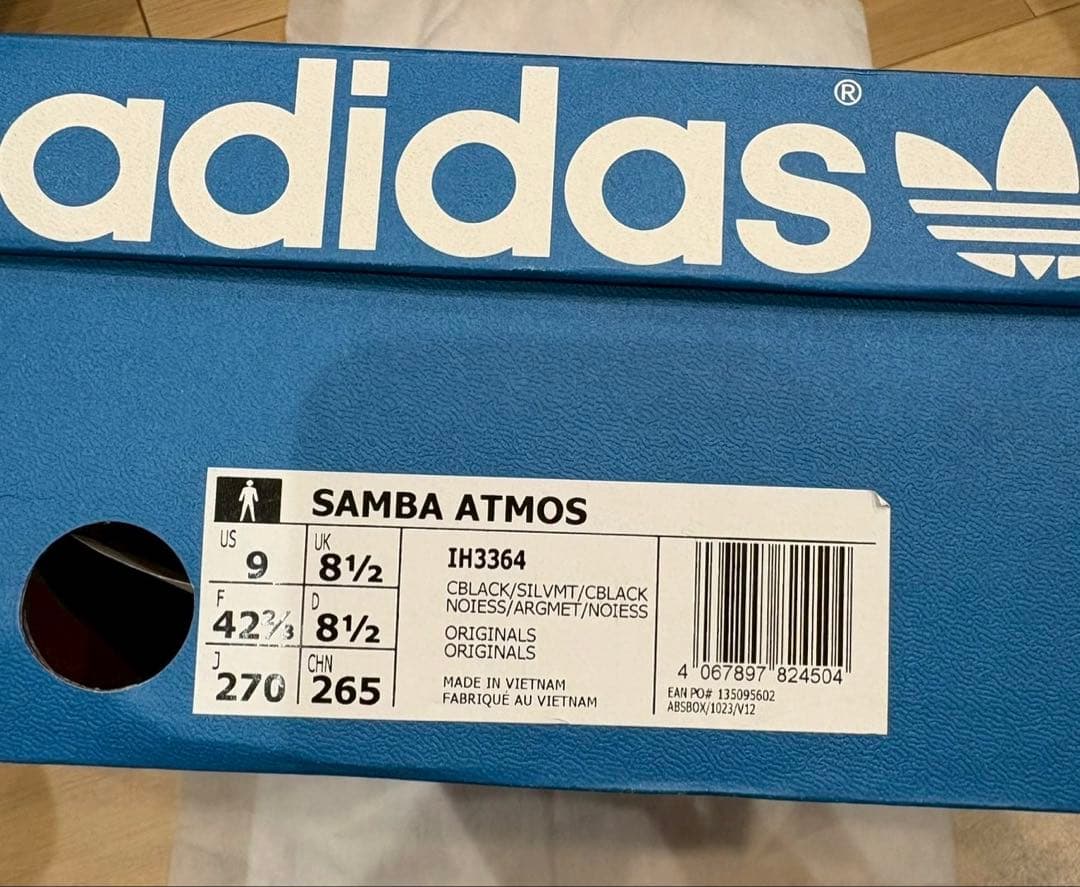 adidas®
SAMBA ATMOS
US
9
UK
8½
F
42⅔
D
8½
J
270
CHN
265
IH3364
CBLACK/SILVMT/CBLACK
NOIESS/ARGMET/NOIESS
ORIGINALS
ORIGINALS
MADE IN VIETNAM
FABRIQUÉ AU VIETNAM
4 067897 824504
EAN PO# 135095602
ABSBOX/1023/V12